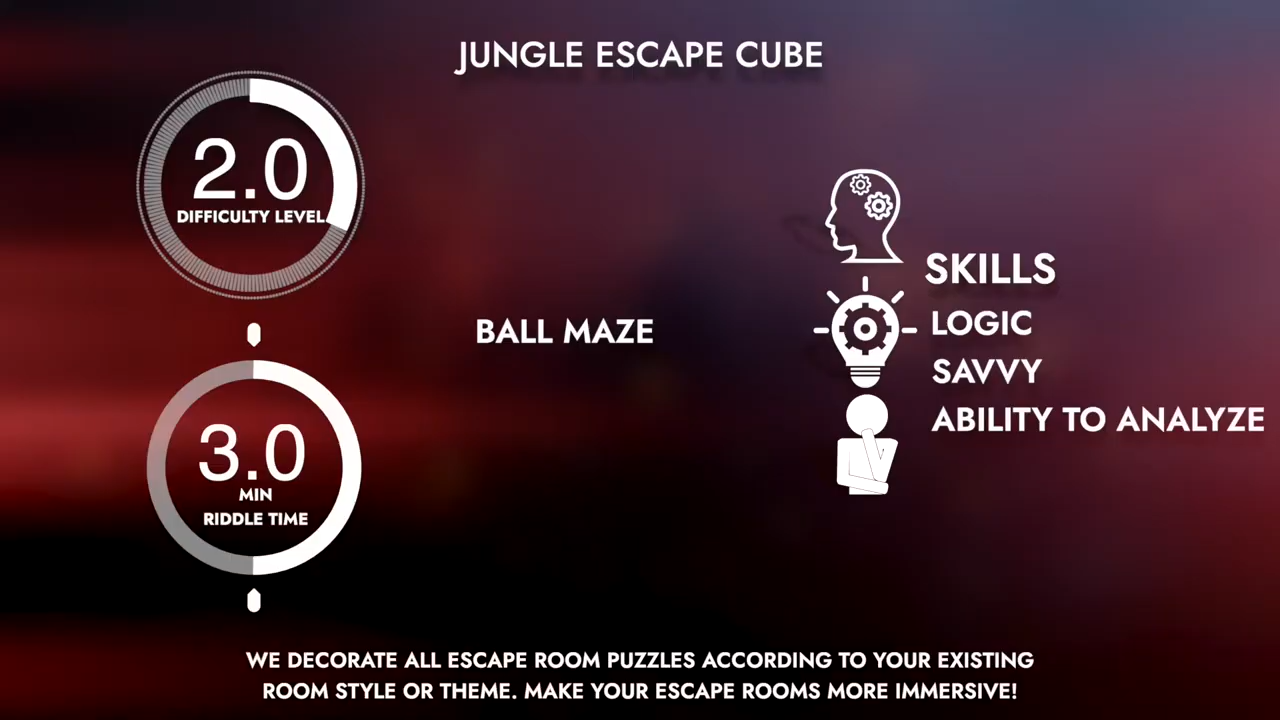 JUNGLE ESCAPE CUBE
2.0
DIFFICULTY LEVEL
3.0
MIN
RIDDLE TIME
BALL MAZE
SKILLS
LOGIC
SAVVY
ABILITY TO ANALYZE
WE DECORATE ALL ESCAPE ROOM PUZZLES ACCORDING TO YOUR EXISTING
ROOM STYLE OR THEME. MAKE YOUR ESCAPE ROOMS MORE IMMERSIVE!